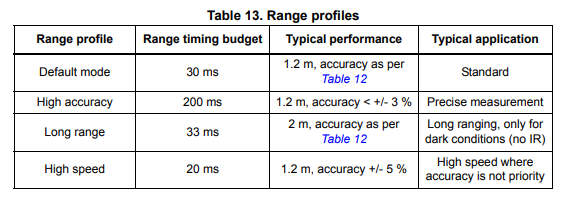 Table 13. Range profiles
Range profile Range timing budget Typical performance Typical application
Default mode 30 ms 1.2 m, accuracy as per Table 12 Standard
High accuracy 200 ms 1.2 m, accuracy < +/- 3 % Precise measurement
Long range 33 ms 2 m, accuracy as per Table 12 Long ranging, only for dark conditions (no IR)
High speed 20 ms 1.2 m, accuracy +/- 5 % High speed where accuracy is not priority